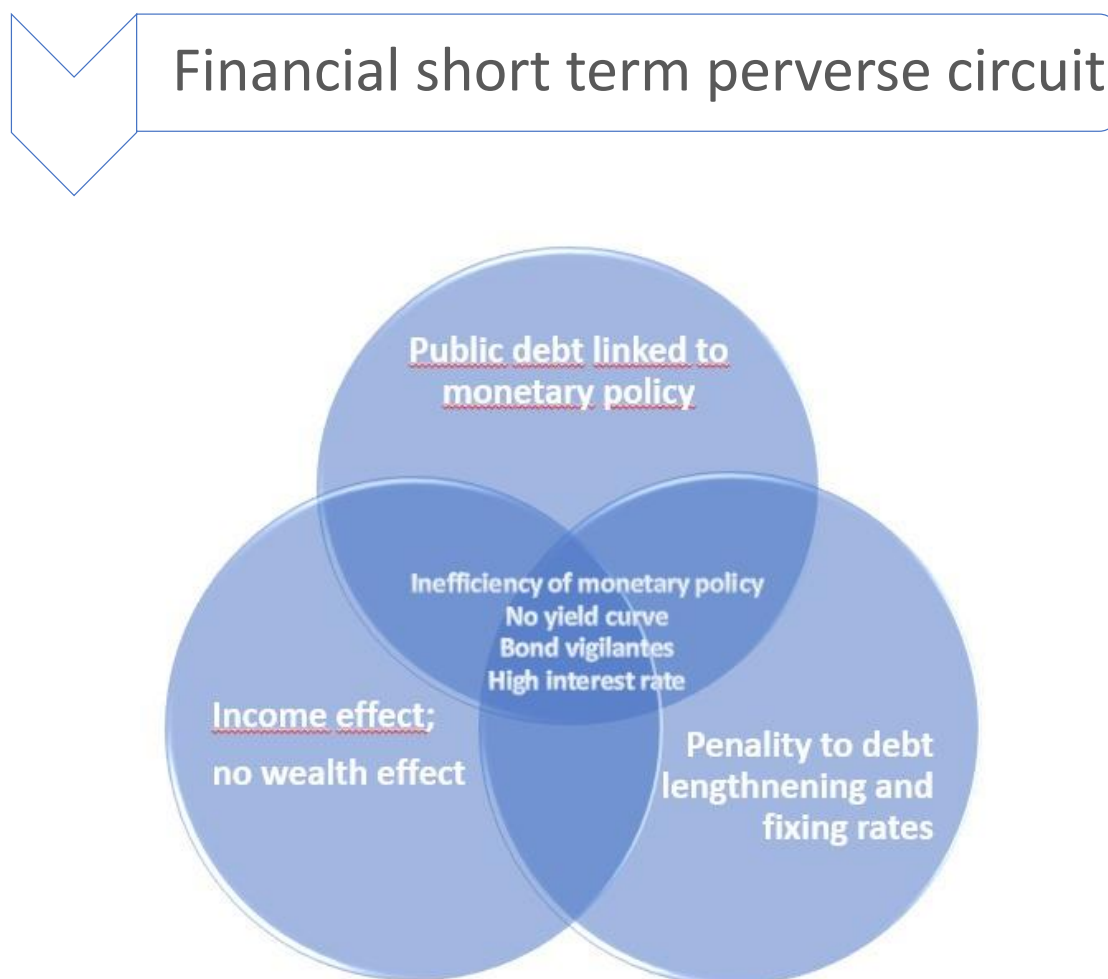 Financial short term perverse circuit
Public debt linked to
monetary policy
Inefficiency of monetary policy
No yield curve
Bond vigilantes
High interest rate
Income effect;
no wealth effect
Penality to debt
lengthnening and
fixing rates